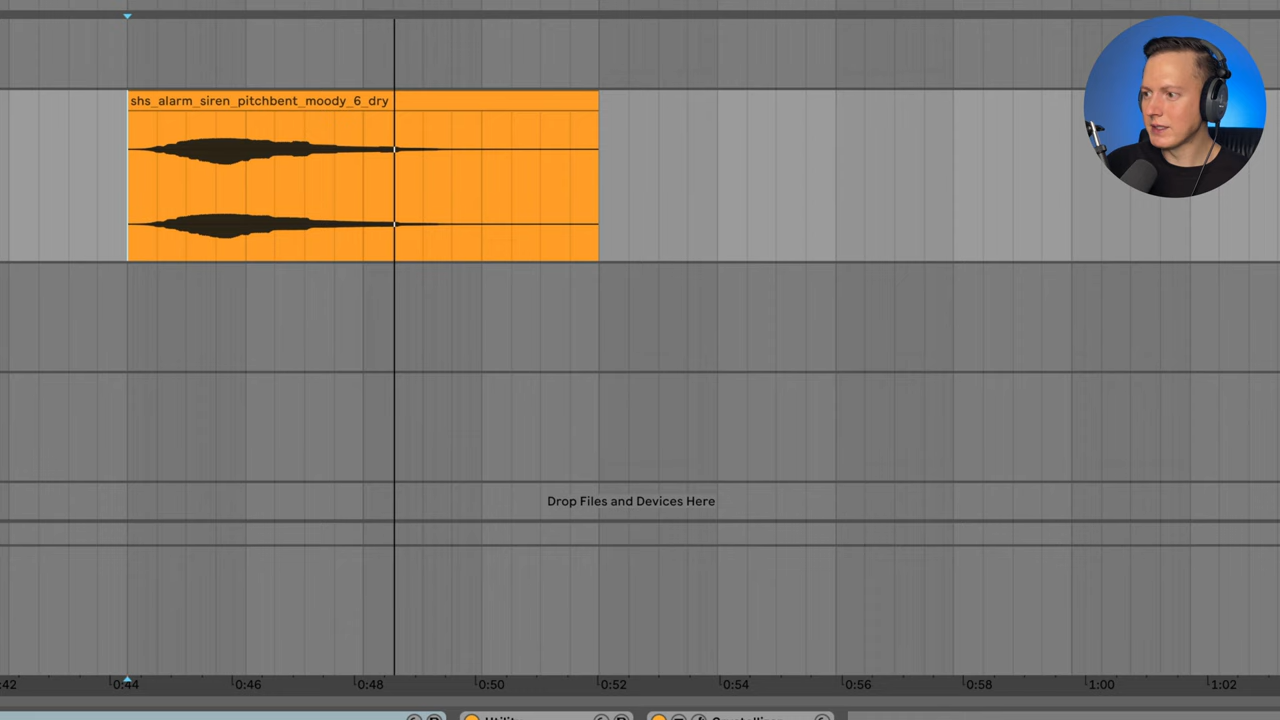 shs_alarm_siren_pitchbent_moody_6_dry
Drop Files and Devices Here
:42 0:44 0:46 0:48 0:50 0:52 0:54 0:56 0:58 1:00 1:02